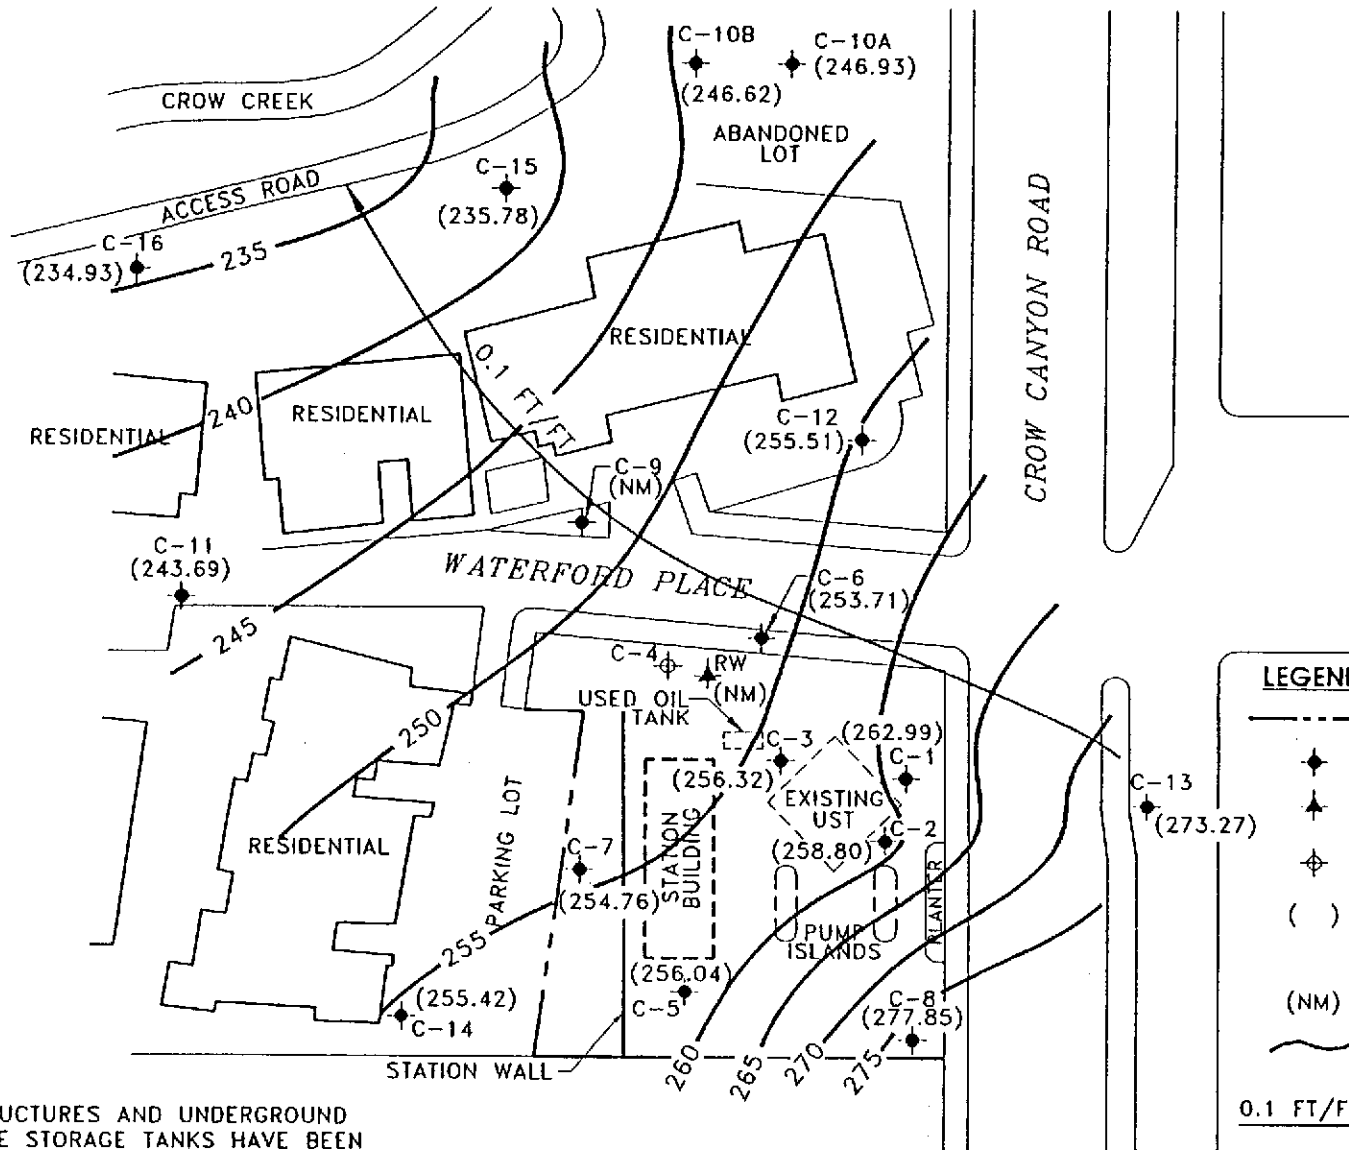 C-10B
C-10A
(246.93)
(246.62)
CROW CREEK
ABANDONED
LOT
C-15
(235.78)
ACCESS ROAD
C-16
(234.93)
235
CROW CANYON ROAD
RESIDENTIAL
0.1 FT/FT
240
RESIDENTIAL
RESIDENTIAL
C-12
(255.51)
C-9
(NM)
C-11
(243.69)
WATERFORD PLACE
C-6
(253.71)
245
C-4
RW
(NM)
USED OIL
TANK
LEGEN
250
C-3
(262.99)
C-1
(256.32)
EXISTING
UST
C-13
(273.27)
C-2
(258.80)
RESIDENTIAL
PARKING LOT
C-7
(254.76)
STATION
BUILDING
PLANTER
PUMP
ISLANDS
( )
255
(256.04)
C-5
(255.42)
C-14
C-8
(277.85)
(NM)
STATION WALL
260
265
270
275
0.1 FT/F
UCTURES AND UNDERGROUND
E STORAGE TANKS HAVE BEEN